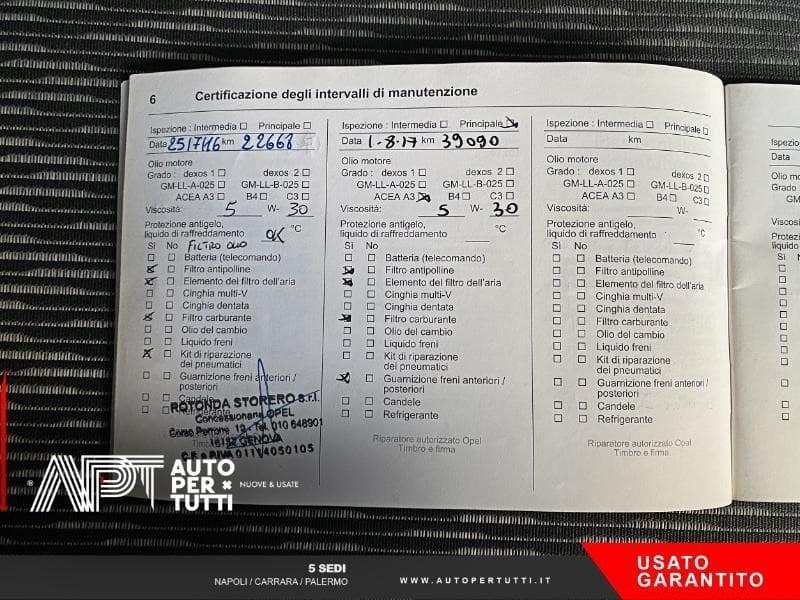 6 Certificazione degli intervalli di manutenzione
Ispezione : Intermedia ☐ Principale ☐
Data 25/7/16 km 22668
Olio motore
Grado : dexos 1 ☐ dexos 2 ☐
GM-LL-A-025 ☐ GM-LL-B-025 ☐
ACEA A3 ☐ B4 ☐ C3 ☐
Viscosità: 5 W- 30
Protezione antigelo,
liquido di raffreddamento OK °C
Sì No FILTRO OLIO
☐ ☐ Batteria (telecomando)
☒ ☐ Filtro antipolline
☒ ☐ Elemento del filtro dell'aria
☐ ☐ Cinghia multi-V
☐ ☐ Cinghia dentata
☒ ☐ Filtro carburante
☐ ☐ Olio del cambio
☐ ☐ Liquido freni
☒ ☐ Kit di riparazione
dei pneumatici
☐ ☐ Guarnizione freni anteriori /
posteriori
☐ ☐ Candele
☐ ☐ Refrigerante
ROTONDA STORERO S.r.l.
Concessionaria OPEL
Corso Perrone, 19 - Tel. 010 648901
16152 GENOVA
Ispezione : Intermedia ☐ Principale ☒
Data 1-8-17 km 39090
Olio motore
Grado : dexos 1 ☐ dexos 2 ☐
GM-LL-A-025 ☐ GM-LL-B-025 ☐
ACEA A3 ☒ B4 ☐ C3 ☐
Viscosità: 5 W- 30
Protezione antigelo,
liquido di raffreddamento °C
Sì No
☐ ☐ Batteria (telecomando)
☒ ☐ Filtro antipolline
☒ ☐ Elemento del filtro dell'aria
☐ ☐ Cinghia multi-V
☐ ☐ Cinghia dentata
☒ ☐ Filtro carburante
☐ ☐ Olio del cambio
☐ ☐ Liquido freni
☐ ☐ Kit di riparazione
dei pneumatici
☒ ☐ Guarnizione freni anteriori /
posteriori
☐ ☐ Candele
☐ ☐ Refrigerante
Riparatore autorizzato Opel
Timbro e firma
Ispezione : Intermedia ☐ Principale ☐
Data km
Olio motore
Grado : dexos 1 ☐ dexos 2 ☐
GM-LL-A-025 ☐ GM-LL-B-025 ☐
ACEA A3 ☐ B4 ☐ C3 ☐
Viscosità: W-
Protezione antigelo,
liquido di raffreddamento °C
Sì No
☐ ☐ Batteria (telecomando)
☐ ☐ Filtro antipolline
☐ ☐ Elemento del filtro dell'aria
☐ ☐ Cinghia multi-V
☐ ☐ Cinghia dentata
☐ ☐ Filtro carburante
☐ ☐ Olio del cambio
☐ ☐ Liquido freni
☐ ☐ Kit di riparazione
dei pneumatici
☐ ☐ Guarnizione freni anteriori /
posteriori
☐ ☐ Candele
☐ ☐ Refrigerante
Riparatore autorizzato Opel
Timbro e firma
Data
Olio
Sì
® APT AUTO
PER
TUTTI
NUOVE & USATE
5 SEDI
NAPOLI / CARRARA / PALERMO
WWW.AUTOPERTUTTI.IT
USATO
GARANTITO